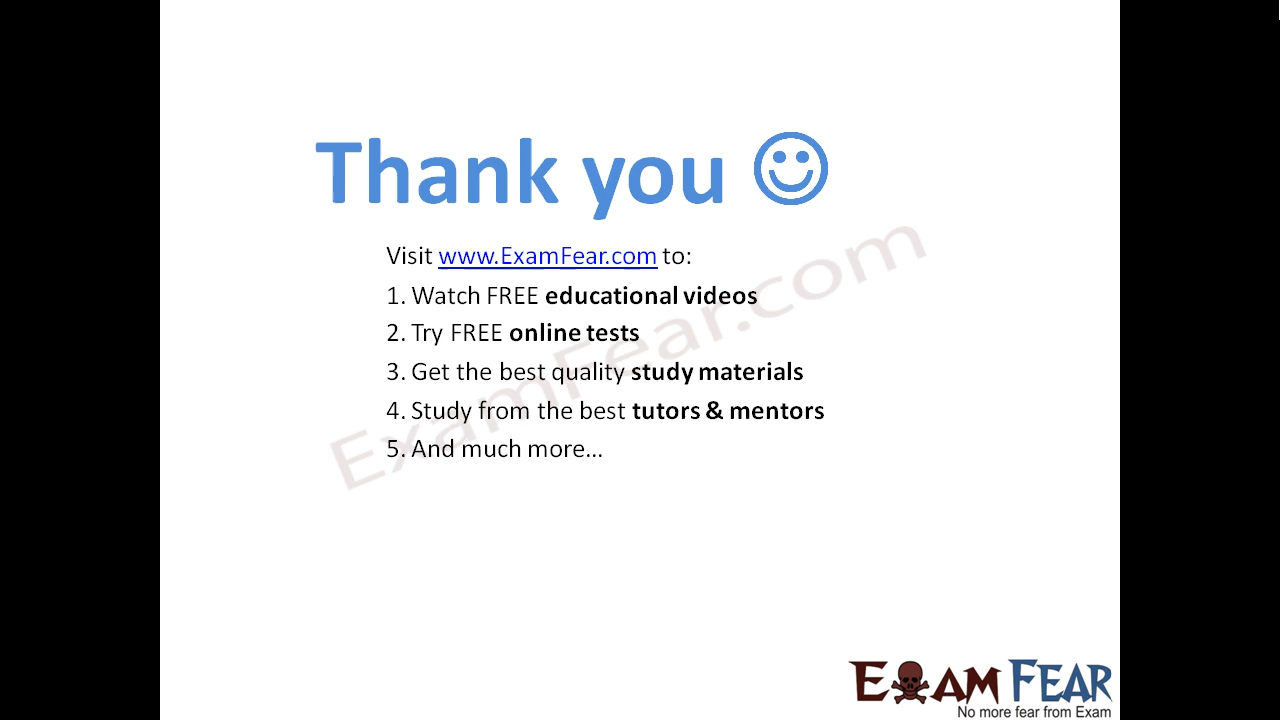 Thank you ☺
Visit www.ExamFear.com to:
1. Watch FREE educational videos
2. Try FREE online tests
3. Get the best quality study materials
4. Study from the best tutors & mentors
5. And much more...
ExamFear.com
EXAM FEAR
No more fear from Exam